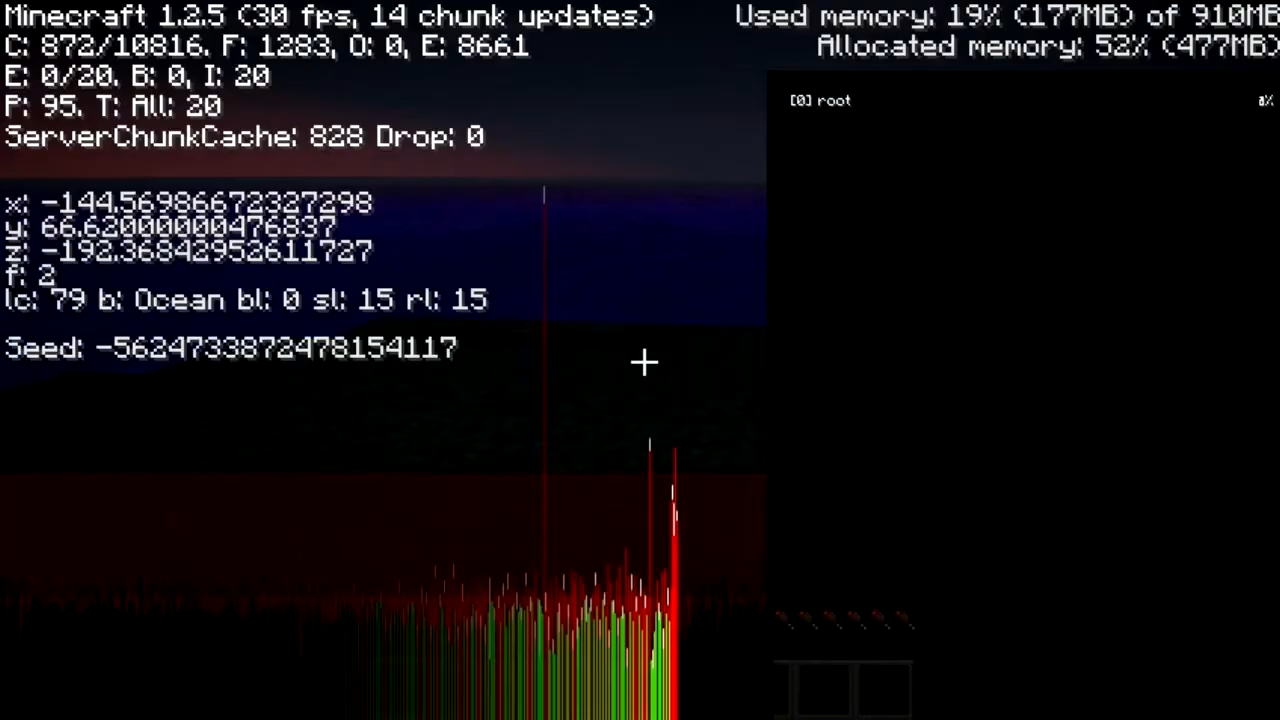 Minecraft 1.2.5 (30 fps, 14 chunk updates)
C: 872/10816. F: 1283, O: 0, E: 8661
E: 0/20. B: 0, I: 20
P: 95. T: All: 20
ServerChunkCache: 828 Drop: 0
x: -144.56986672327298
y: 66.62000000476837
z: -192.36842952611727
f: 2
lc: 79 b: Ocean bl: 0 sl: 15 rl: 15
Seed: -5624733872478154117
Used memory: 19% (177MB) of 910MB
Allocated memory: 52% (477MB)
[0] root